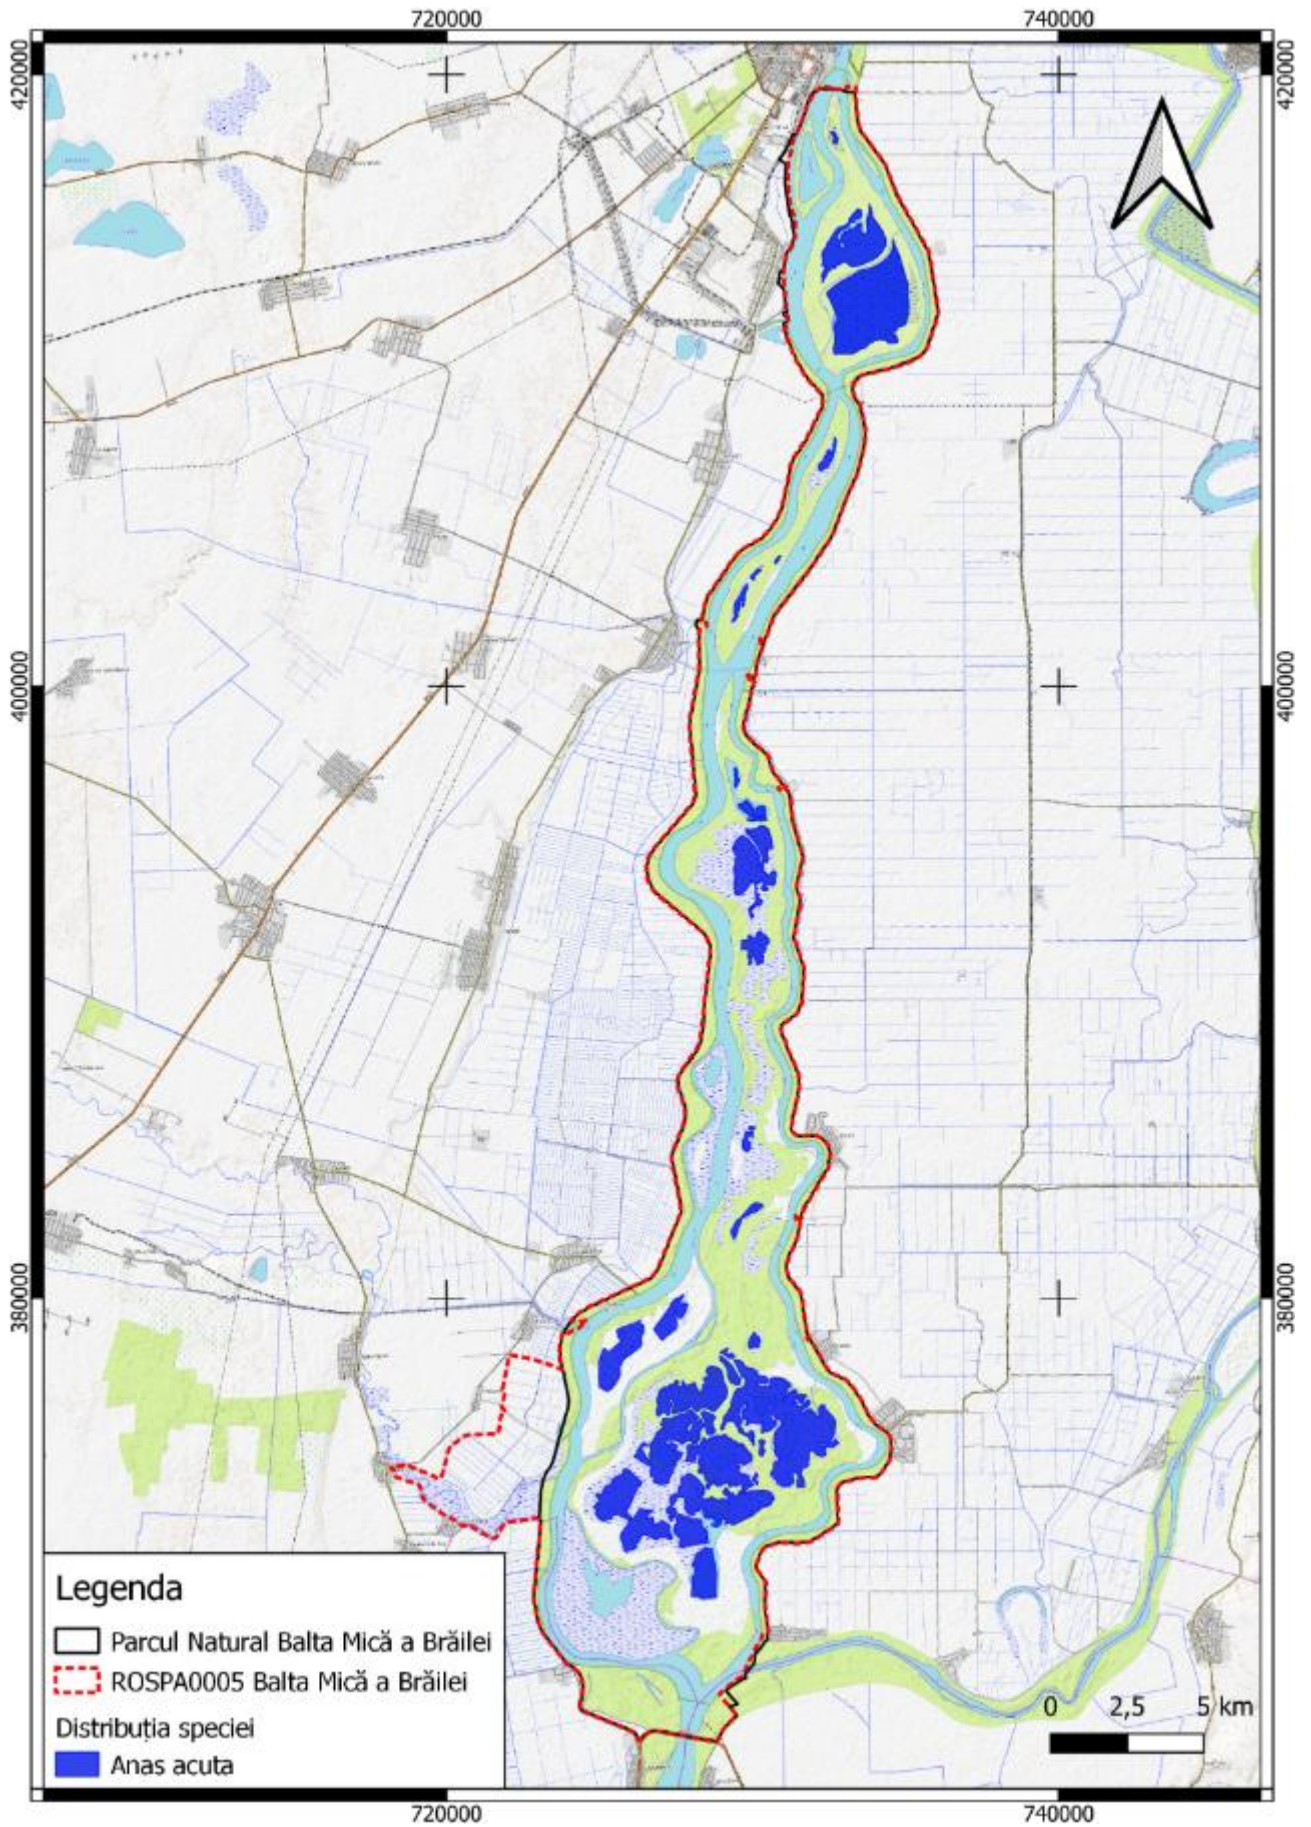 720000
740000
420000
420000
400000
400000
380000
380000
Legenda
Parcul Natural Balta Mică a Brăilei
ROSPA0005 Balta Mică a Brăilei
Distribuția speciei
Anas acuta
0 2,5 5 km
720000
740000